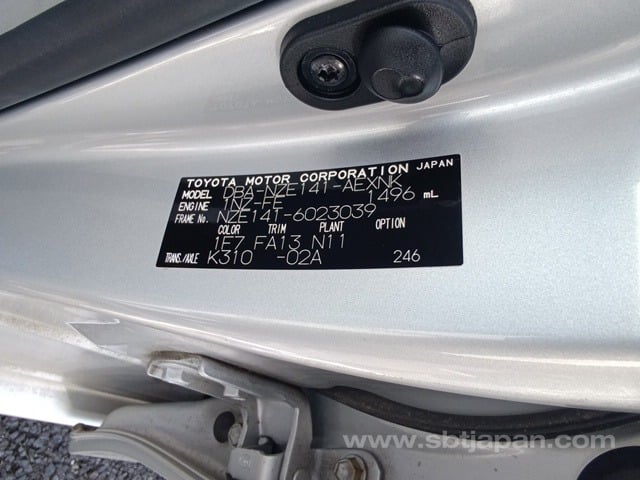 TOYOTA MOTOR CORPORATION JAPAN
MODEL DBA-NZE141-AEXNK
ENGINE 1NZ-FE 1496 mL
FRAME No. NZE141-6023039
COLOR TRIM PLANT OPTION
1E7 FA13 N11
TRANS./AXLE K310 -02A 246
www.sbtjapan.com